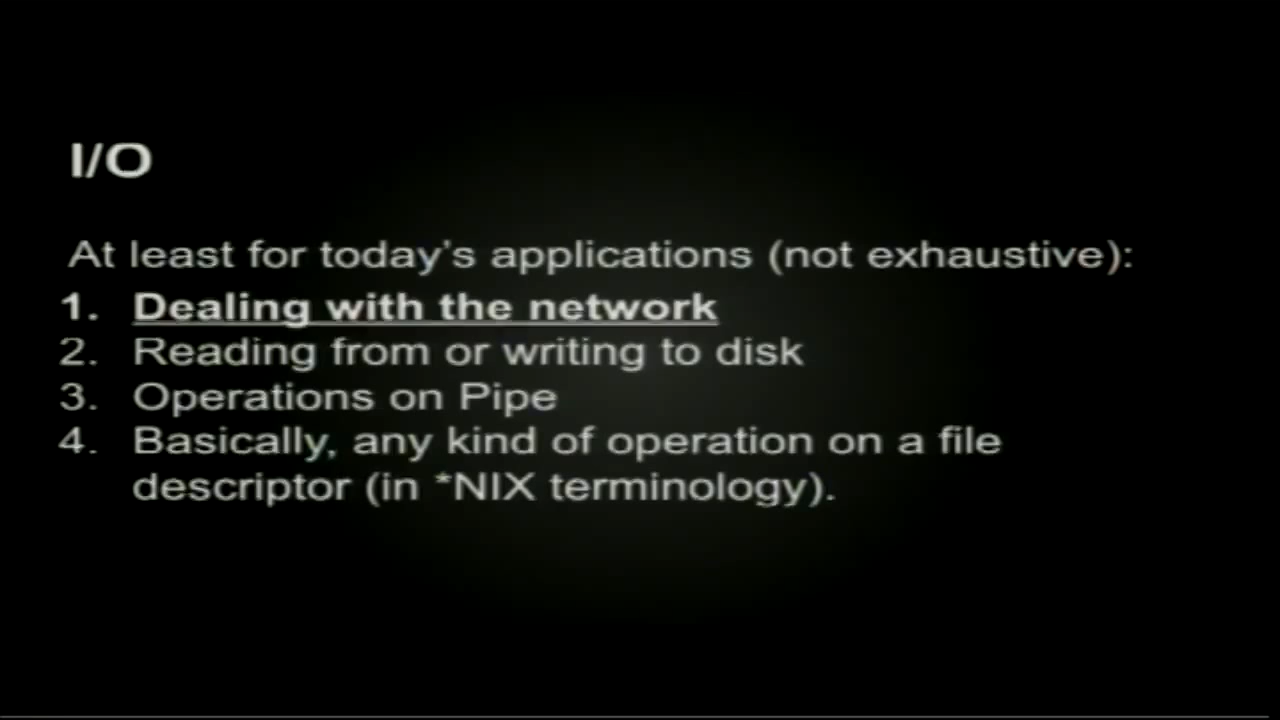 I/O
At least for today's applications (not exhaustive):
1. Dealing with the network
2. Reading from or writing to disk
3. Operations on Pipe
4. Basically, any kind of operation on a file
descriptor (in *NIX terminology).